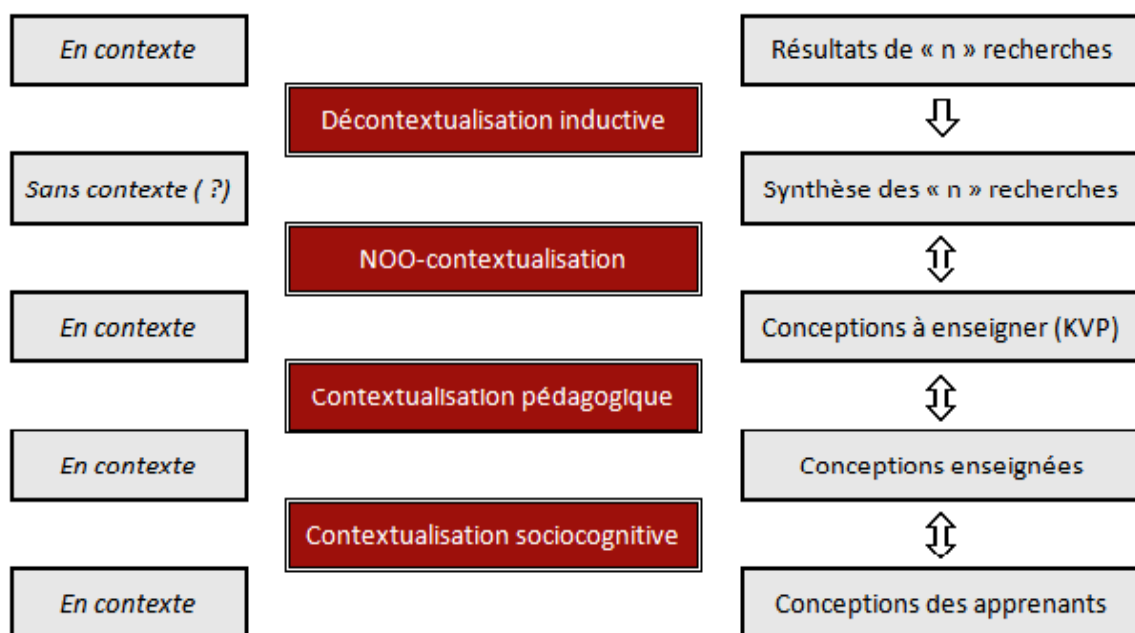 En contexte
Résultats de « n » recherches
Décontextualisation inductive
Sans contexte ( ?)
Synthèse des « n » recherches
NOO-contextualisation
En contexte
Conceptions à enseigner (KVP)
Contextualisation pédagogique
En contexte
Conceptions enseignées
Contextualisation sociocognitive
En contexte
Conceptions des apprenants